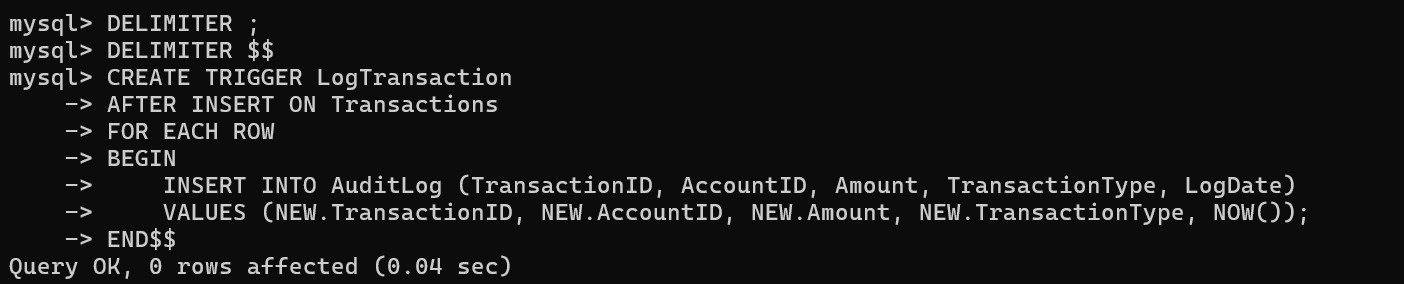 mysql> DELIMITER ;
mysql> DELIMITER $$
mysql> CREATE TRIGGER LogTransaction
    -> AFTER INSERT ON Transactions
    -> FOR EACH ROW
    -> BEGIN
    ->     INSERT INTO AuditLog (TransactionID, AccountID, Amount, TransactionType, LogDate)
    ->     VALUES (NEW.TransactionID, NEW.AccountID, NEW.Amount, NEW.TransactionType, NOW());
    -> END$$
Query OK, 0 rows affected (0.04 sec)